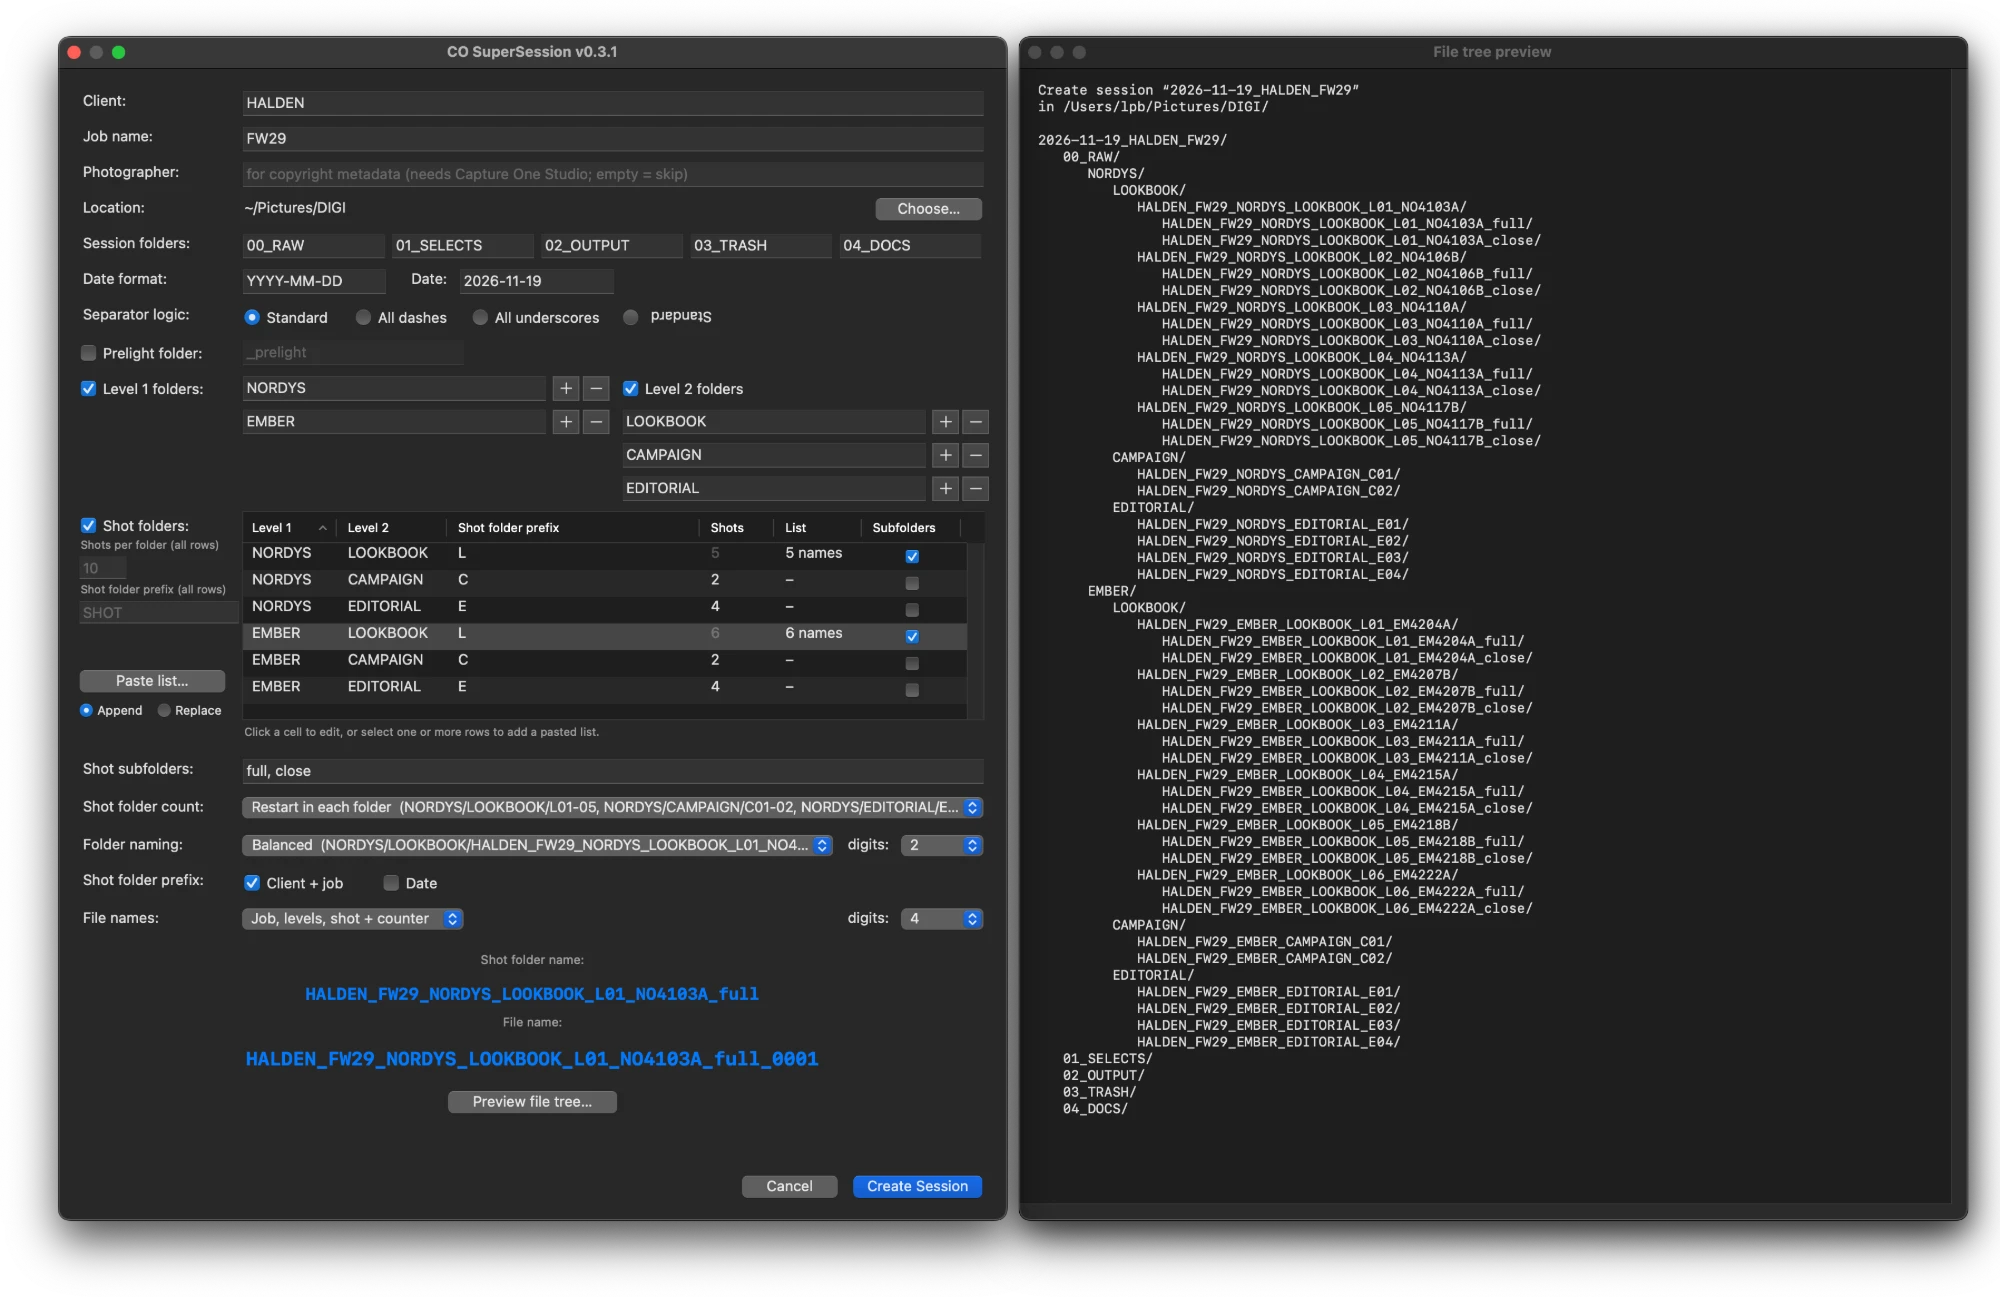 CO SuperSession v0.3.1
Client: HALDEN
Job name: FW29
Photographer: for copyright metadata (needs Capture One Studio; empty = skip)
Location: ~/Pictures/DIGI Choose...
Session folders: 00_RAW 01_SELECTS 02_OUTPUT 03_TRASH 04_DOCS
Date format: YYYY-MM-DD Date: 2026-11-19
Separator logic: Standard All dashes All underscores Standard
Prelight folder: _prelight
Level 1 folders: NORDYS + − Level 2 folders
EMBER + − LOOKBOOK + −
CAMPAIGN + −
EDITORIAL + −
Shot folders:
Shots per folder (all rows)
10
Shot folder prefix (all rows)
SHOT
Paste list...
Append Replace
Level 1 Level 2 Shot folder prefix Shots List Subfolders
NORDYS LOOKBOOK L 5 5 names
NORDYS CAMPAIGN C 2 –
NORDYS EDITORIAL E 4 –
EMBER LOOKBOOK L 6 6 names
EMBER CAMPAIGN C 2 –
EMBER EDITORIAL E 4 –
Click a cell to edit, or select one or more rows to add a pasted list.
Shot subfolders: full, close
Shot folder count: Restart in each folder (NORDYS/LOOKBOOK/L01-05, NORDYS/CAMPAIGN/C01-02, NORDYS/EDITORIAL/E...
Folder naming: Balanced (NORDYS/LOOKBOOK/HALDEN_FW29_NORDYS_LOOKBOOK_L01_NO4... digits: 2
Shot folder prefix: Client + job Date
File names: Job, levels, shot + counter digits: 4
Shot folder name:
HALDEN_FW29_NORDYS_LOOKBOOK_L01_NO4103A_full
File name:
HALDEN_FW29_NORDYS_LOOKBOOK_L01_NO4103A_full_0001
Preview file tree...
Cancel Create Session
File tree preview
Create session “2026-11-19_HALDEN_FW29”
in /Users/lpb/Pictures/DIGI/
2026-11-19_HALDEN_FW29/
00_RAW/
NORDYS/
LOOKBOOK/
HALDEN_FW29_NORDYS_LOOKBOOK_L01_NO4103A/
HALDEN_FW29_NORDYS_LOOKBOOK_L01_NO4103A_full/
HALDEN_FW29_NORDYS_LOOKBOOK_L01_NO4103A_close/
HALDEN_FW29_NORDYS_LOOKBOOK_L02_NO4106B/
HALDEN_FW29_NORDYS_LOOKBOOK_L02_NO4106B_full/
HALDEN_FW29_NORDYS_LOOKBOOK_L02_NO4106B_close/
HALDEN_FW29_NORDYS_LOOKBOOK_L03_NO4110A/
HALDEN_FW29_NORDYS_LOOKBOOK_L03_NO4110A_full/
HALDEN_FW29_NORDYS_LOOKBOOK_L03_NO4110A_close/
HALDEN_FW29_NORDYS_LOOKBOOK_L04_NO4113A/
HALDEN_FW29_NORDYS_LOOKBOOK_L04_NO4113A_full/
HALDEN_FW29_NORDYS_LOOKBOOK_L04_NO4113A_close/
HALDEN_FW29_NORDYS_LOOKBOOK_L05_NO4117B/
HALDEN_FW29_NORDYS_LOOKBOOK_L05_NO4117B_full/
HALDEN_FW29_NORDYS_LOOKBOOK_L05_NO4117B_close/
CAMPAIGN/
HALDEN_FW29_NORDYS_CAMPAIGN_C01/
HALDEN_FW29_NORDYS_CAMPAIGN_C02/
EDITORIAL/
HALDEN_FW29_NORDYS_EDITORIAL_E01/
HALDEN_FW29_NORDYS_EDITORIAL_E02/
HALDEN_FW29_NORDYS_EDITORIAL_E03/
HALDEN_FW29_NORDYS_EDITORIAL_E04/
EMBER/
LOOKBOOK/
HALDEN_FW29_EMBER_LOOKBOOK_L01_EM4204A/
HALDEN_FW29_EMBER_LOOKBOOK_L01_EM4204A_full/
HALDEN_FW29_EMBER_LOOKBOOK_L01_EM4204A_close/
HALDEN_FW29_EMBER_LOOKBOOK_L02_EM4207B/
HALDEN_FW29_EMBER_LOOKBOOK_L02_EM4207B_full/
HALDEN_FW29_EMBER_LOOKBOOK_L02_EM4207B_close/
HALDEN_FW29_EMBER_LOOKBOOK_L03_EM4211A/
HALDEN_FW29_EMBER_LOOKBOOK_L03_EM4211A_full/
HALDEN_FW29_EMBER_LOOKBOOK_L03_EM4211A_close/
HALDEN_FW29_EMBER_LOOKBOOK_L04_EM4215A/
HALDEN_FW29_EMBER_LOOKBOOK_L04_EM4215A_full/
HALDEN_FW29_EMBER_LOOKBOOK_L04_EM4215A_close/
HALDEN_FW29_EMBER_LOOKBOOK_L05_EM4218B/
HALDEN_FW29_EMBER_LOOKBOOK_L05_EM4218B_full/
HALDEN_FW29_EMBER_LOOKBOOK_L05_EM4218B_close/
HALDEN_FW29_EMBER_LOOKBOOK_L06_EM4222A/
HALDEN_FW29_EMBER_LOOKBOOK_L06_EM4222A_full/
HALDEN_FW29_EMBER_LOOKBOOK_L06_EM4222A_close/
CAMPAIGN/
HALDEN_FW29_EMBER_CAMPAIGN_C01/
HALDEN_FW29_EMBER_CAMPAIGN_C02/
EDITORIAL/
HALDEN_FW29_EMBER_EDITORIAL_E01/
HALDEN_FW29_EMBER_EDITORIAL_E02/
HALDEN_FW29_EMBER_EDITORIAL_E03/
HALDEN_FW29_EMBER_EDITORIAL_E04/
01_SELECTS/
02_OUTPUT/
03_TRASH/
04_DOCS/